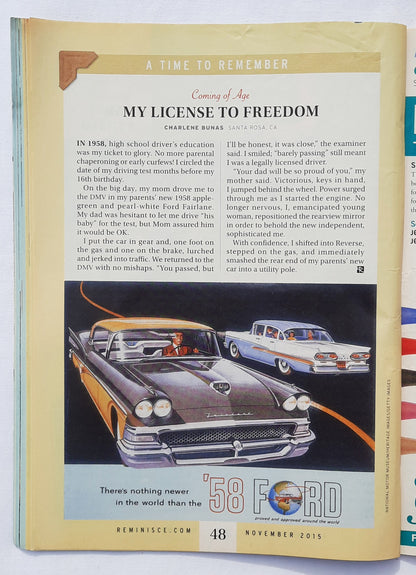 A TIME TO REMEMBER
Coming of Age
MY LICENSE TO FREEDOM
CHARLENE BUNAS SANTA ROSA, CA
IN 1958, high school driver's education
was my ticket to glory. No more parental
chaperoning or early curfews! I circled the
date of my driving test months before my
16th birthday.
On the big day, my mom drove me to
the DMV in my parents' new 1958 apple-
green and pearl-white Ford Fairlane.
My dad was hesitant to let me drive "his
baby" for the test, but Mom assured him
it would be OK.
I put the car in gear and, one foot on
the gas and one on the brake, lurched
and jerked into traffic. We returned to the
DMV with no mishaps. "You passed, but
I'll be honest, it was close," the examiner
said. I smiled; "barely passing" still meant
I was a legally licensed driver.
"Your dad will be so proud of you," my
mother said. Victorious, keys in hand,
I jumped behind the wheel. Power surged
through me as I started the engine. No
longer nervous, I, emancipated young
woman, repositioned the rearview mirror
in order to behold the new independent,
sophisticated me.
With confidence, I shifted into Reverse,
stepped on the gas, and immediately
smashed the rear end of my parents' new
car into a utility pole.
There's nothing newer
in the world than the
'58 FORD
proved and approved around the world
NATIONAL MOTOR MUSEUM/HERITAGE IMAGES/GETTY IMAGES
REMINISCE.COM 48 NOVEMBER 2015